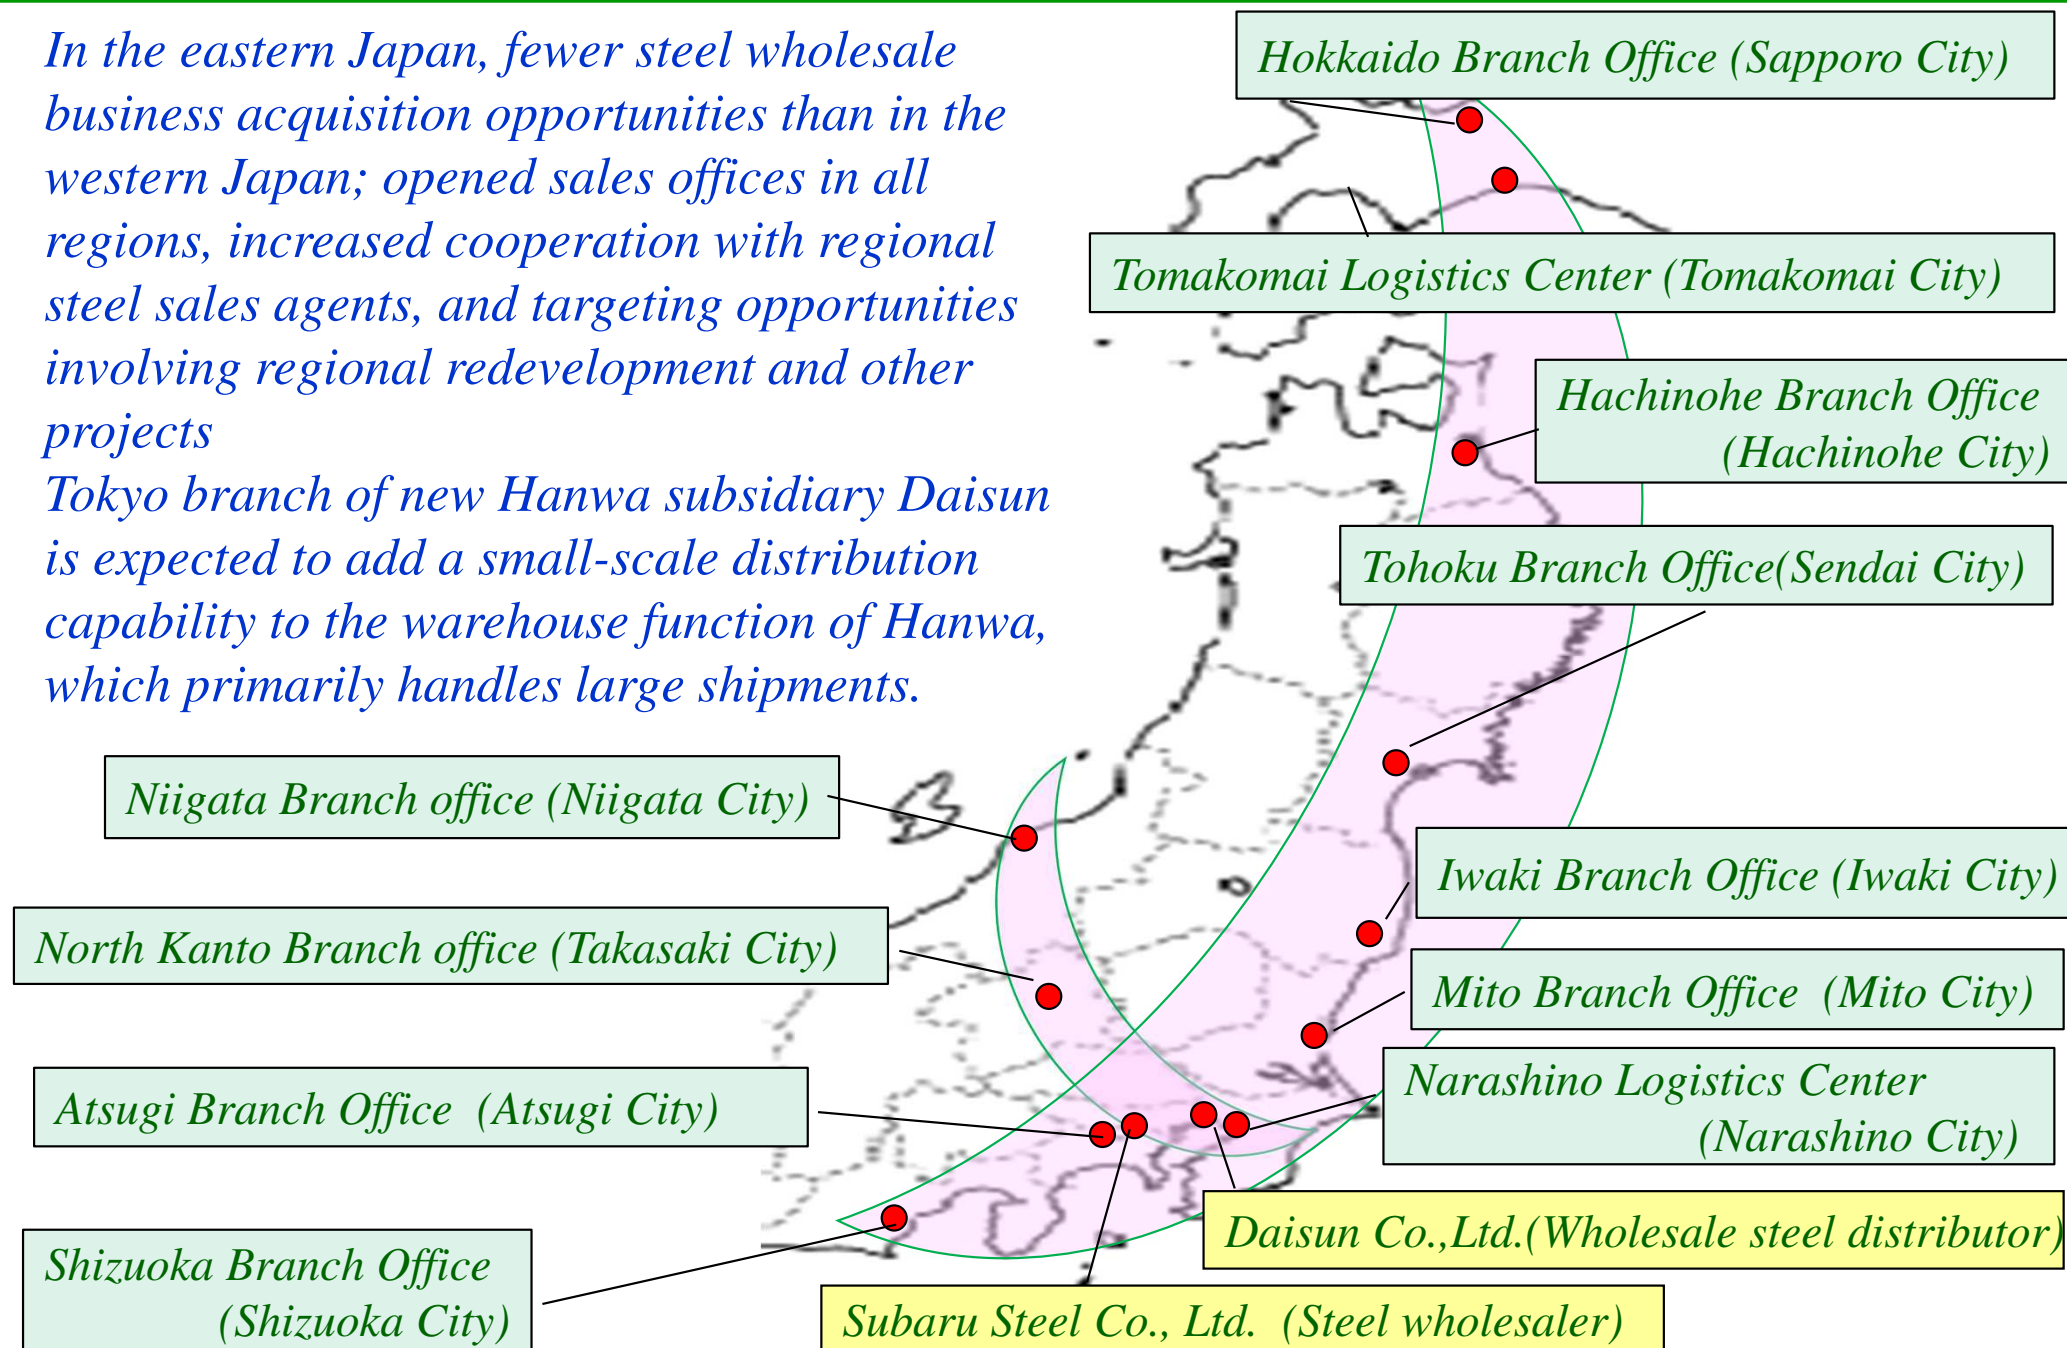 In the eastern Japan, fewer steel wholesale
business acquisition opportunities than in the
western Japan; opened sales offices in all
regions, increased cooperation with regional
steel sales agents, and targeting opportunities
involving regional redevelopment and other
projects
Tokyo branch of new Hanwa subsidiary Daisun
is expected to add a small-scale distribution
capability to the warehouse function of Hanwa,
which primarily handles large shipments.
Hokkaido Branch Office (Sapporo City)
Tomakomai Logistics Center (Tomakomai City)
Hachinohe Branch Office
(Hachinohe City)
Tohoku Branch Office(Sendai City)
Niigata Branch office (Niigata City)
Iwaki Branch Office (Iwaki City)
North Kanto Branch office (Takasaki City)
Mito Branch Office (Mito City)
Narashino Logistics Center
(Narashino City)
Atsugi Branch Office (Atsugi City)
Daisun Co.,Ltd.(Wholesale steel distributor)
Shizuoka Branch Office
(Shizuoka City)
Subaru Steel Co., Ltd. (Steel wholesaler)